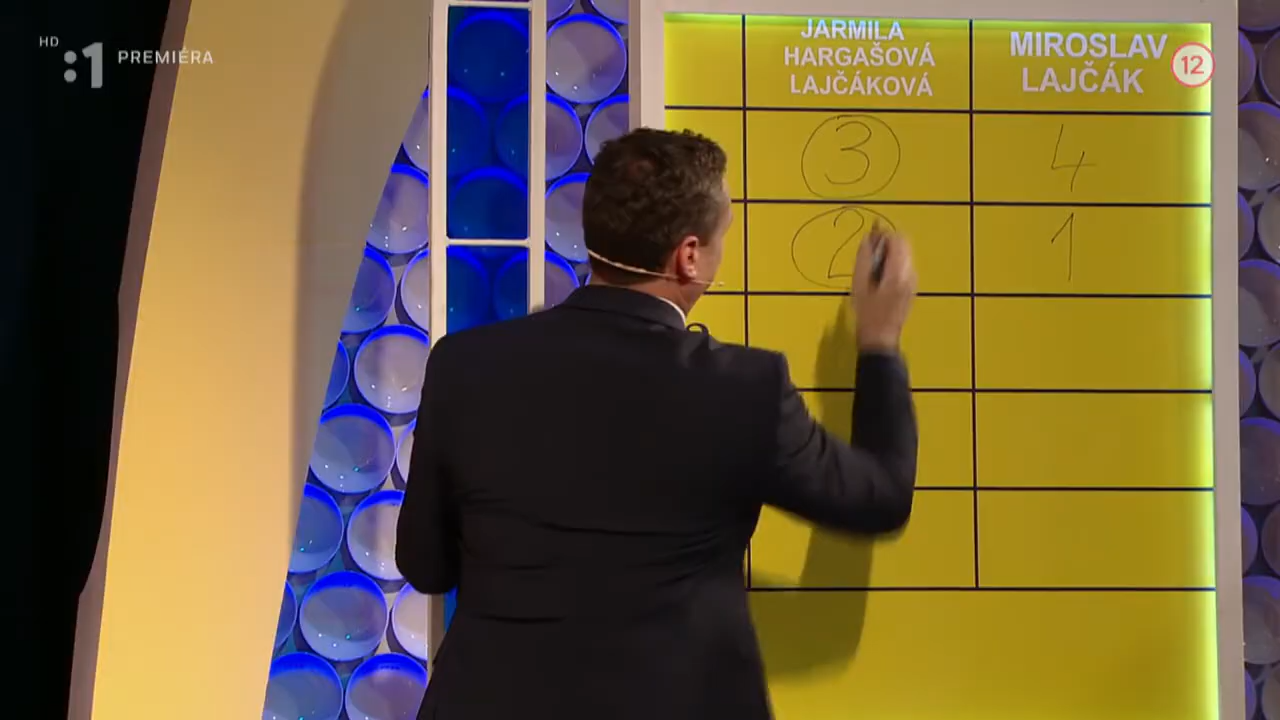 HD
:1 PREMIÉRA
JARMILA
HARGAŠOVÁ
LAJČÁKOVÁ
MIROSLAV
LAJČÁK
12
3 4
2 1